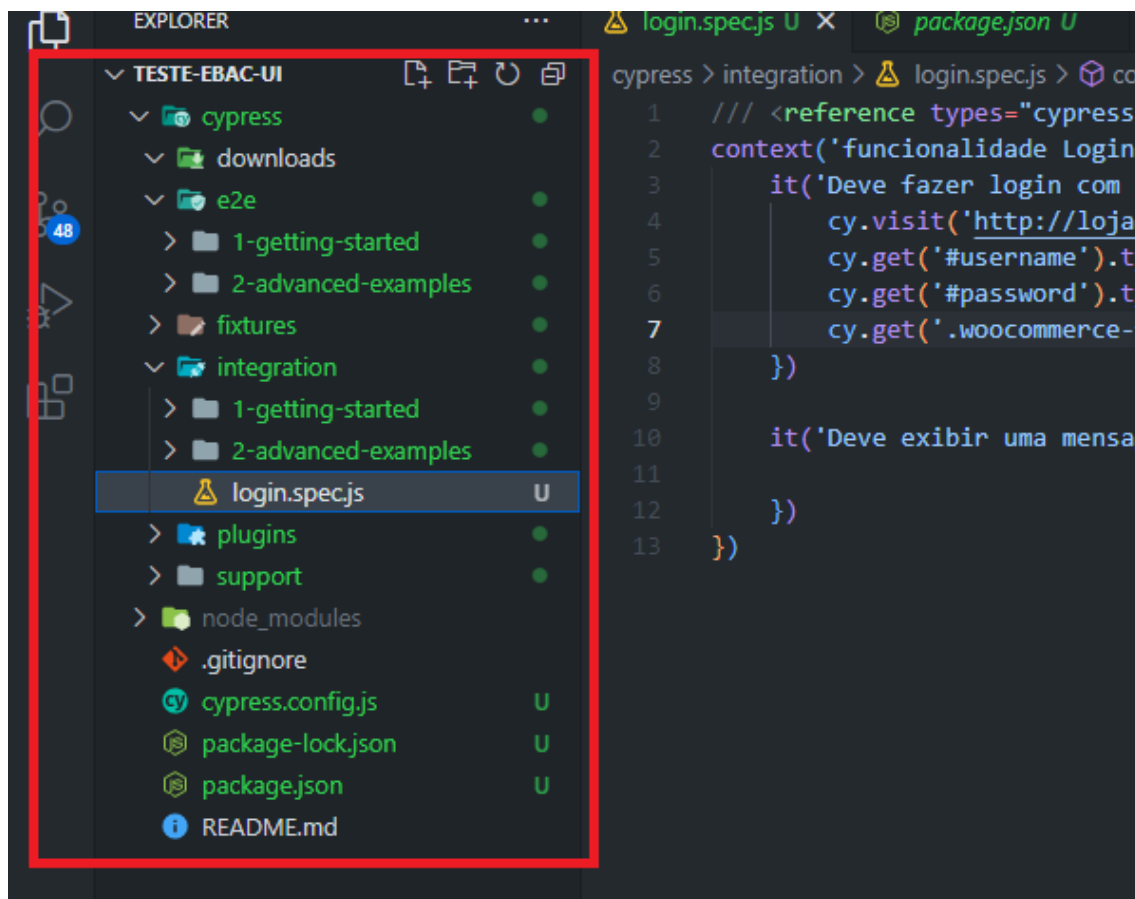 EXPLORER
TESTE-EBAC-UI
cypress
downloads
e2e
1-getting-started
2-advanced-examples
fixtures
integration
1-getting-started
2-advanced-examples
login.spec.js U
plugins
support
node_modules
.gitignore
cypress.config.js U
package-lock.json U
package.json U
README.md
48
login.spec.js U package.json U
cypress > integration > login.spec.js >
1 /// <reference types="cypress
2 context('funcionalidade Login
3 it('Deve fazer login com
4 cy.visit('http://loja
5 cy.get('#username').t
6 cy.get('#password').t
7 cy.get('.woocommerce-
8 })
9
10 it('Deve exibir uma mensa
11
12 })
13 })